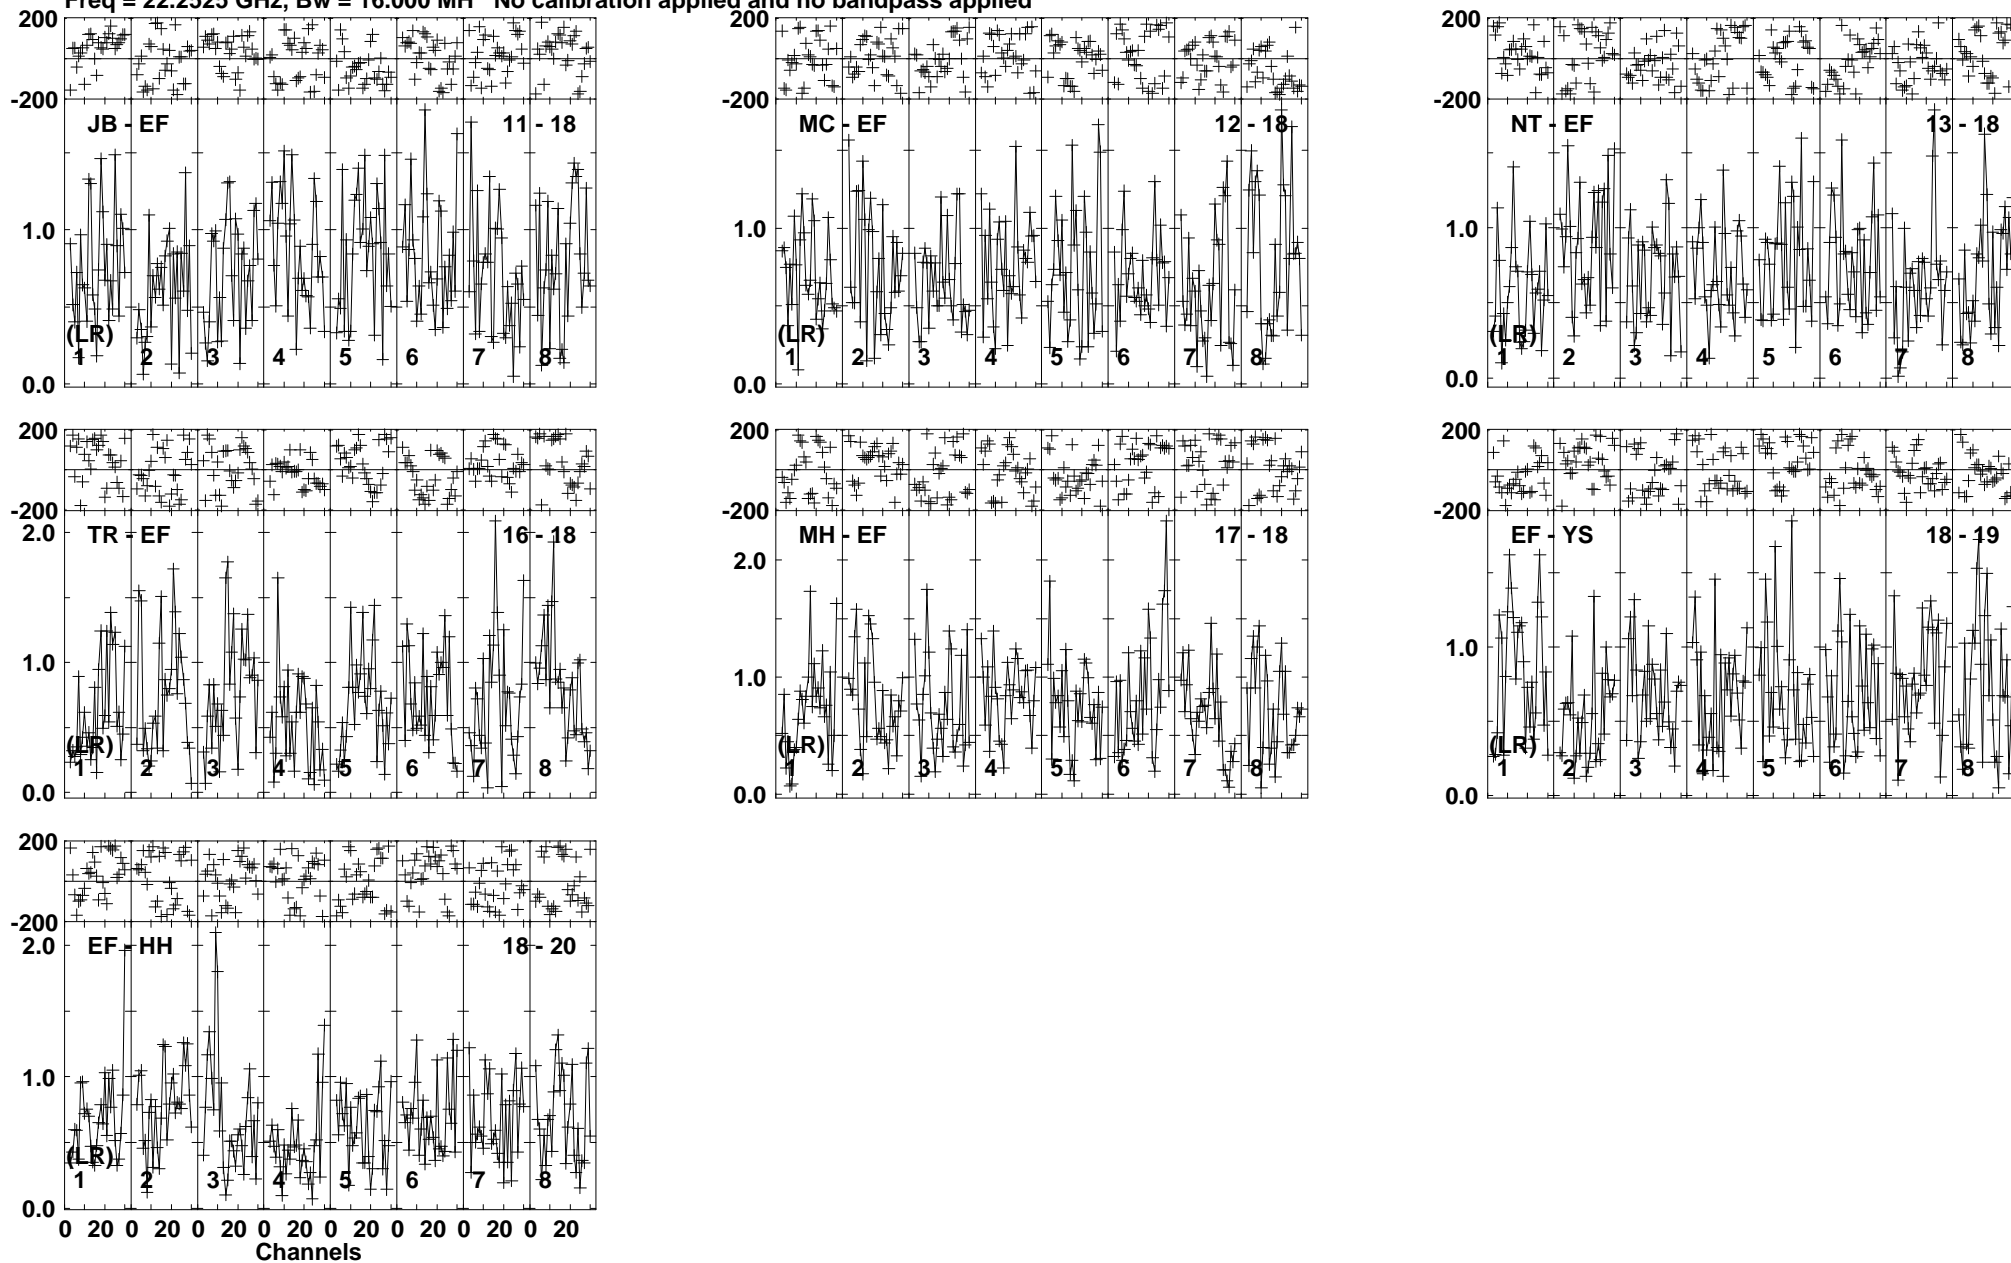 Freq = 22.2525 GHz, Bw = 16.000 MH No calibration applied and no bandpass applied
200
-200
JB - EF 11 - 18
1.0
0.0
(LR)
1 2 3 4 5 6 7 8
200
-200
MC - EF 12 - 18
1.0
0.0
(LR)
1 2 3 4 5 6 7 8
200
-200
NT - EF 13 - 18
1.0
0.0
(LR)
1 2 3 4 5 6 7 8
200
-200
TR - EF 16 - 18
2.0
1.0
0.0
(LR)
1 2 3 4 5 6 7 8
200
-200
MH - EF 17 - 18
2.0
1.0
0.0
(LR)
1 2 3 4 5 6 7 8
200
-200
EF - YS 18 - 19
1.0
0.0
(LR)
1 2 3 4 5 6 7 8
200
-200
EF - HH 18 - 20
2.0
1.0
0.0
(LR)
1 2 3 4 5 6 7 8
0 20 0 20 0 20 0 20 0 20 0 20 0 20 0 20
Channels